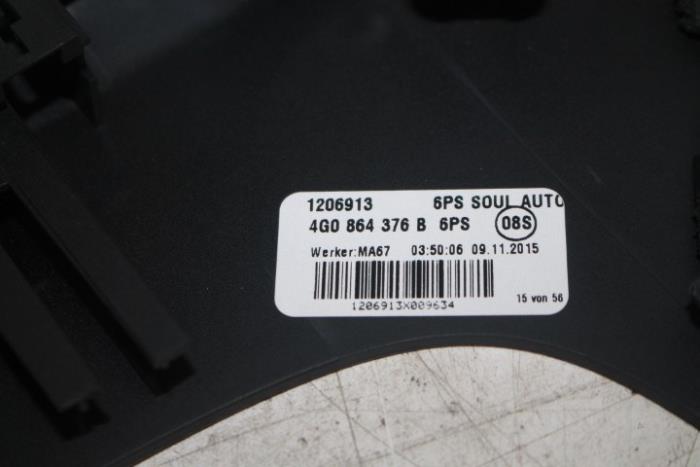 1206913 6PS SOUL AUTO
4G0 864 376 B 6PS 08S
Werker:MA67 03:50:06 09.11.2015
15 von 56
1206913X009634